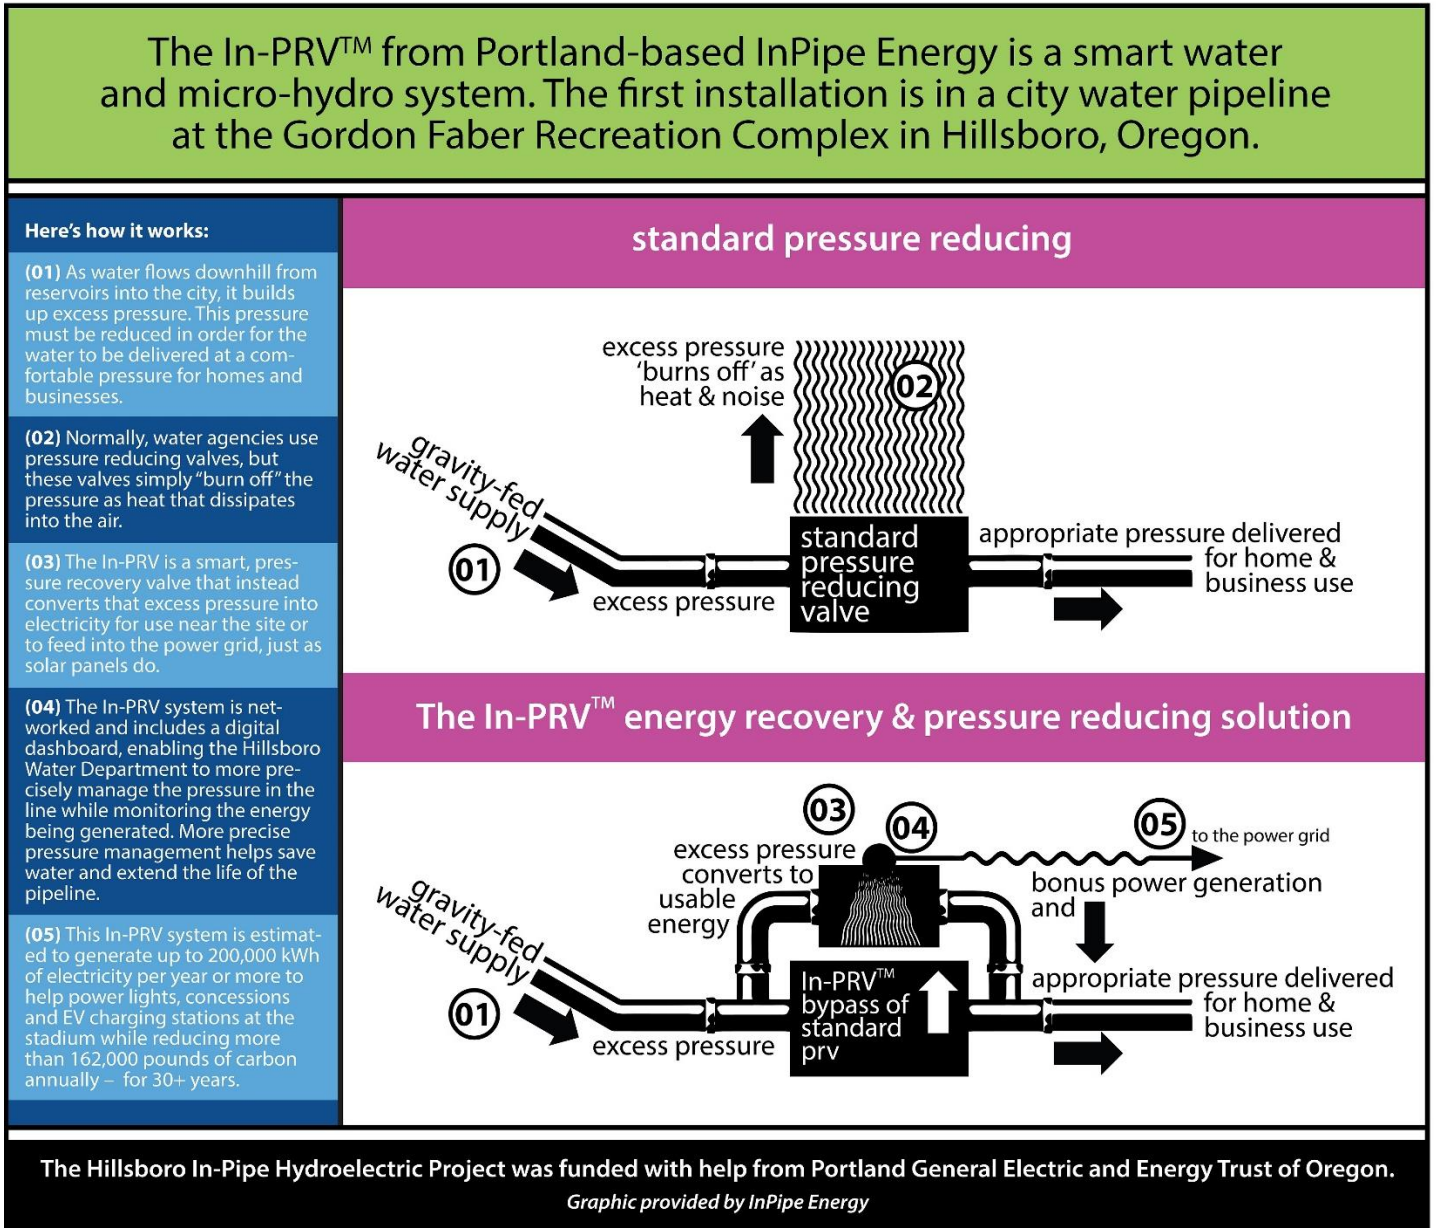 The In-PRV™ from Portland-based InPipe Energy is a smart water
and micro-hydro system. The first installation is in a city water pipeline
at the Gordon Faber Recreation Complex in Hillsboro, Oregon.
Here's how it works:
(01) As water flows downhill from
reservoirs into the city, it builds
up excess pressure. This pressure
must be reduced in order for the
water to be delivered at a com-
fortable pressure for homes and
businesses.
(02) Normally, water agencies use
pressure reducing valves, but
these valves simply “burn off” the
pressure as heat that dissipates
into the air.
(03) The In-PRV is a smart, pres-
sure recovery valve that instead
converts that excess pressure into
electricity for use near the site or
to feed into the power grid, just as
solar panels do.
(04) The In-PRV system is net-
worked and includes a digital
dashboard, enabling the Hillsboro
Water Department to more pre-
cisely manage the pressure in the
line while monitoring the energy
being generated. More precise
pressure management helps save
water and extend the life of the
pipeline.
(05) This In-PRV system is estimat-
ed to generate up to 200,000 kWh
of electricity per year or more to
help power lights, concessions
and EV charging stations at the
stadium while reducing more
than 162,000 pounds of carbon
annually – for 30+ years.
standard pressure reducing
excess pressure
'burns off' as
heat & noise
02
gravity-fed
water supply
01
excess pressure
standard
pressure
reducing
valve
appropriate pressure delivered
for home &
business use
The In-PRV™ energy recovery & pressure reducing solution
03
04
05
to the power grid
excess pressure
converts to
usable
energy
bonus power generation
and
gravity-fed
water supply
01
excess pressure
In-PRV™
bypass of
standard
prv
appropriate pressure delivered
for home &
business use
The Hillsboro In-Pipe Hydroelectric Project was funded with help from Portland General Electric and Energy Trust of Oregon.
Graphic provided by InPipe Energy